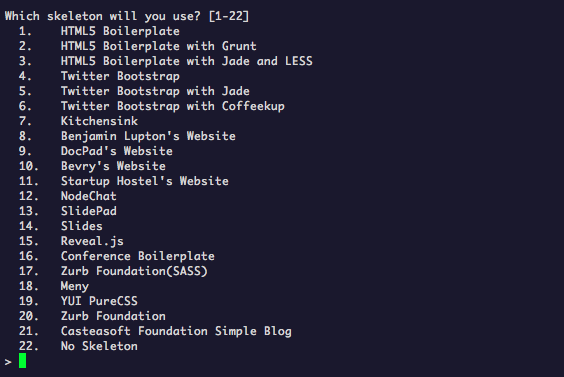 Which skeleton will you use? [1-22]
1. HTML5 Boilerplate
2. HTML5 Boilerplate with Grunt
3. HTML5 Boilerplate with Jade and LESS
4. Twitter Bootstrap
5. Twitter Bootstrap with Jade
6. Twitter Bootstrap with Coffeekup
7. Kitchensink
8. Benjamin Lupton's Website
9. DocPad's Website
10. Bevry's Website
11. Startup Hostel's Website
12. NodeChat
13. SlidePad
14. Slides
15. Reveal.js
16. Conference Boilerplate
17. Zurb Foundation(SASS)
18. Meny
19. YUI PureCSS
20. Zurb Foundation
21. Casteasoft Foundation Simple Blog
22. No Skeleton
>